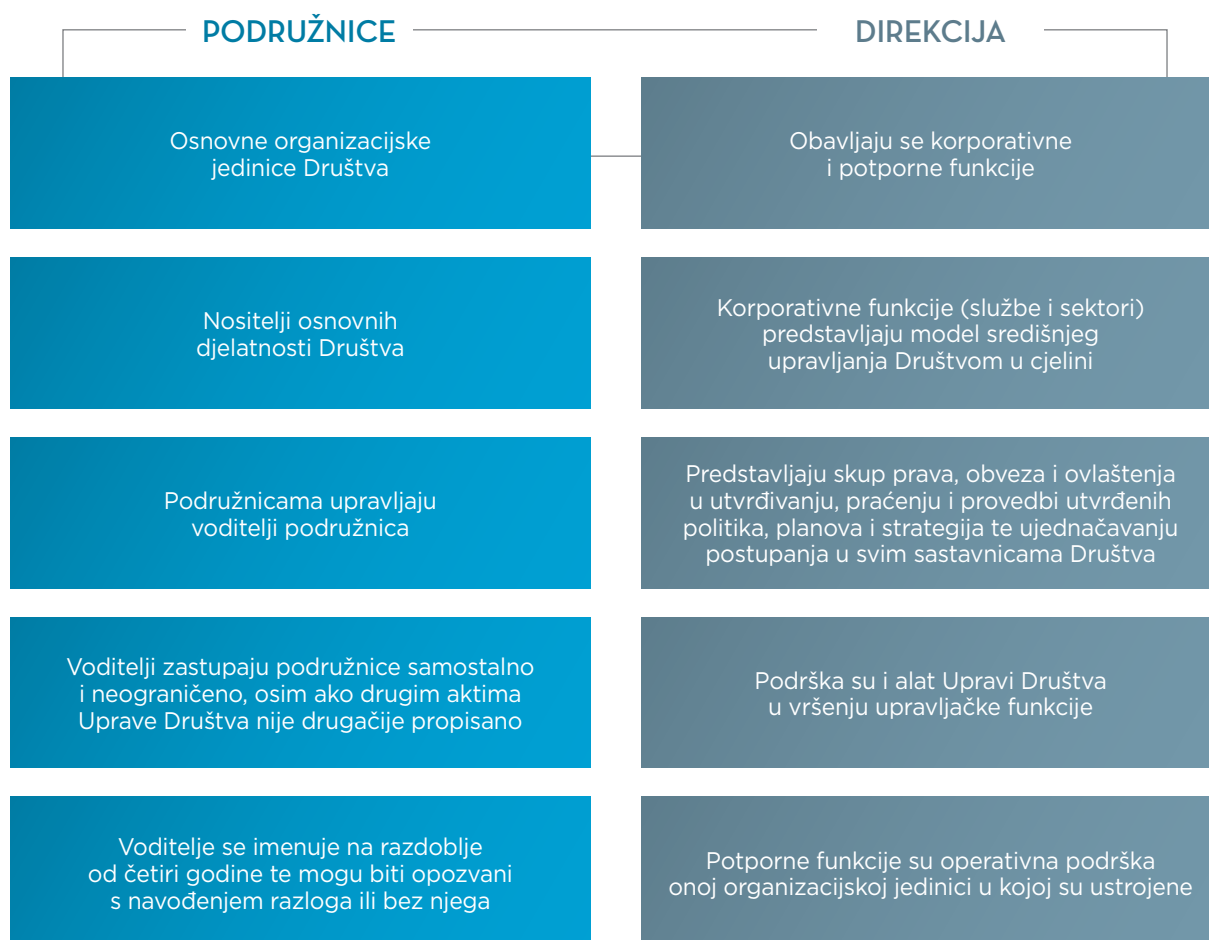 PODRUŽNICE
Osnovne organizacijske
jedinice Društva
Nositelji osnovnih
djelatnosti Društva
Podružnicama upravljaju
voditelji podružnica
Voditelji zastupaju podružnice samostalno
i neograničeno, osim ako drugim aktima
Uprave Društva nije drugačije propisano
Voditelje se imenuje na razdoblje
od četiri godine te mogu biti opozvani
s navođenjem razloga ili bez njega
DIREKCIJA
Obavljaju se korporativne
i potporne funkcije
Korporativne funkcije (službe i sektori)
predstavljaju model središnjeg
upravljanja Društvom u cjelini
Predstavljaju skup prava, obveza i ovlaštenja
u utvrđivanju, praćenju i provedbi utvrđenih
politika, planova i strategija te ujednačavanju
postupanja u svim sastavnicama Društva
Podrška su i alat Upravi Društva
u vršenju upravljačke funkcije
Potporne funkcije su operativna podrška
onoj organizacijskoj jedinici u kojoj su ustrojene